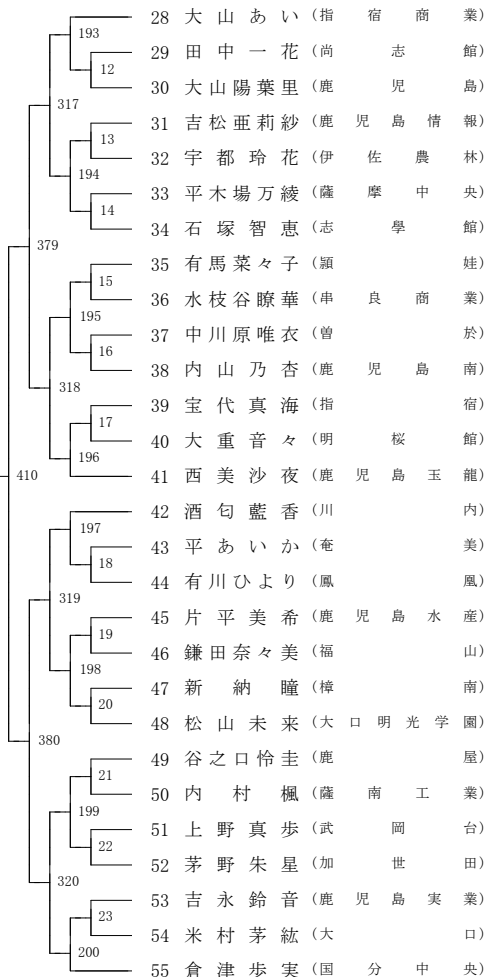 28 大山あい (指宿商業)
193
29 田中一花 (尚志館)
12
30 大山陽葉里 (鹿児島)
317
31 吉松亜莉紗 (鹿児島情報)
13
32 宇都玲花 (伊佐農林)
194
33 平木場万綾 (薩摩中央)
14
34 石塚智恵 (志學館)
379
35 有馬菜々子 (頴娃)
15
36 水枝谷瞭華 (串良商業)
195
37 中川原唯衣 (曽於)
16
38 内山乃杏 (鹿児島南)
318
39 宝代真海 (指宿)
17
40 大重音々 (明桜館)
196
41 西美沙夜 (鹿児島玉龍)
410
42 酒匂藍香 (川内)
197
43 平あいか (奄美)
18
44 有川ひより (鳳凰)
319
45 片平美希 (鹿児島水産)
19
46 鎌田奈々美 (福山)
198
47 新納瞳 (樟南)
20
48 松山未来 (大口明光学園)
380
49 谷之口怜圭 (鹿屋)
21
50 内村楓 (薩南工業)
199
51 上野真歩 (武岡台)
22
52 茅野朱星 (加世田)
320
53 吉永鈴音 (鹿児島実業)
23
54 米村茅紘 (大口)
200
55 倉津歩実 (国分中央)